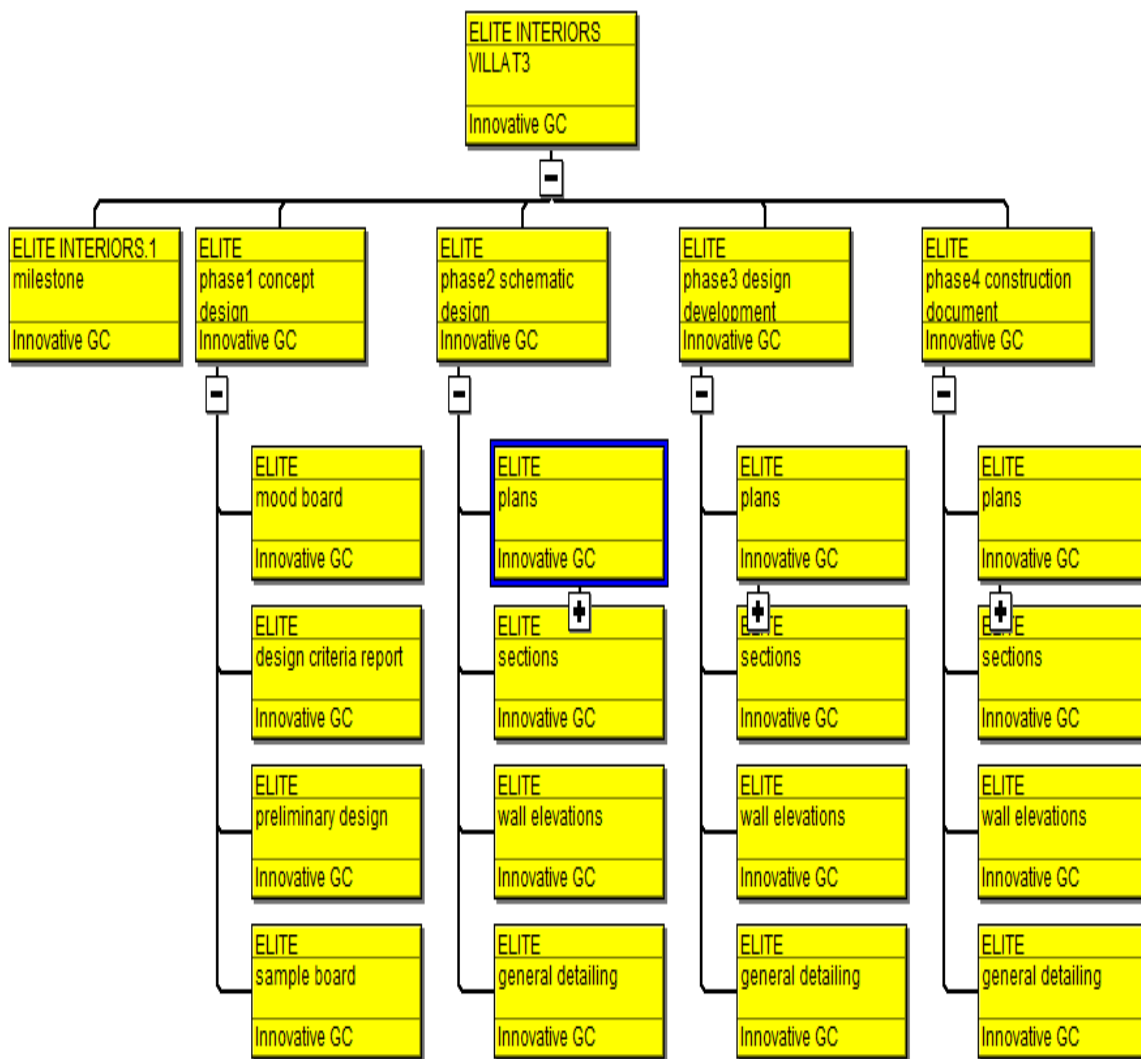 ELITE INTERIORS
VILLA T3
Innovative GC
ELITE INTERIORS.1
milestone
Innovative GC
ELITE
phase1 concept
design
Innovative GC
ELITE
phase2 schematic
design
Innovative GC
ELITE
phase3 design
development
Innovative GC
ELITE
phase4 construction
document
Innovative GC
ELITE
mood board
Innovative GC
ELITE
design criteria report
Innovative GC
ELITE
preliminary design
Innovative GC
ELITE
sample board
Innovative GC
ELITE
plans
Innovative GC
ELITE
sections
Innovative GC
ELITE
wall elevations
Innovative GC
ELITE
general detailing
Innovative GC
ELITE
plans
Innovative GC
ELITE
sections
Innovative GC
ELITE
wall elevations
Innovative GC
ELITE
general detailing
Innovative GC
ELITE
plans
Innovative GC
ELITE
sections
Innovative GC
ELITE
wall elevations
Innovative GC
ELITE
general detailing
Innovative GC